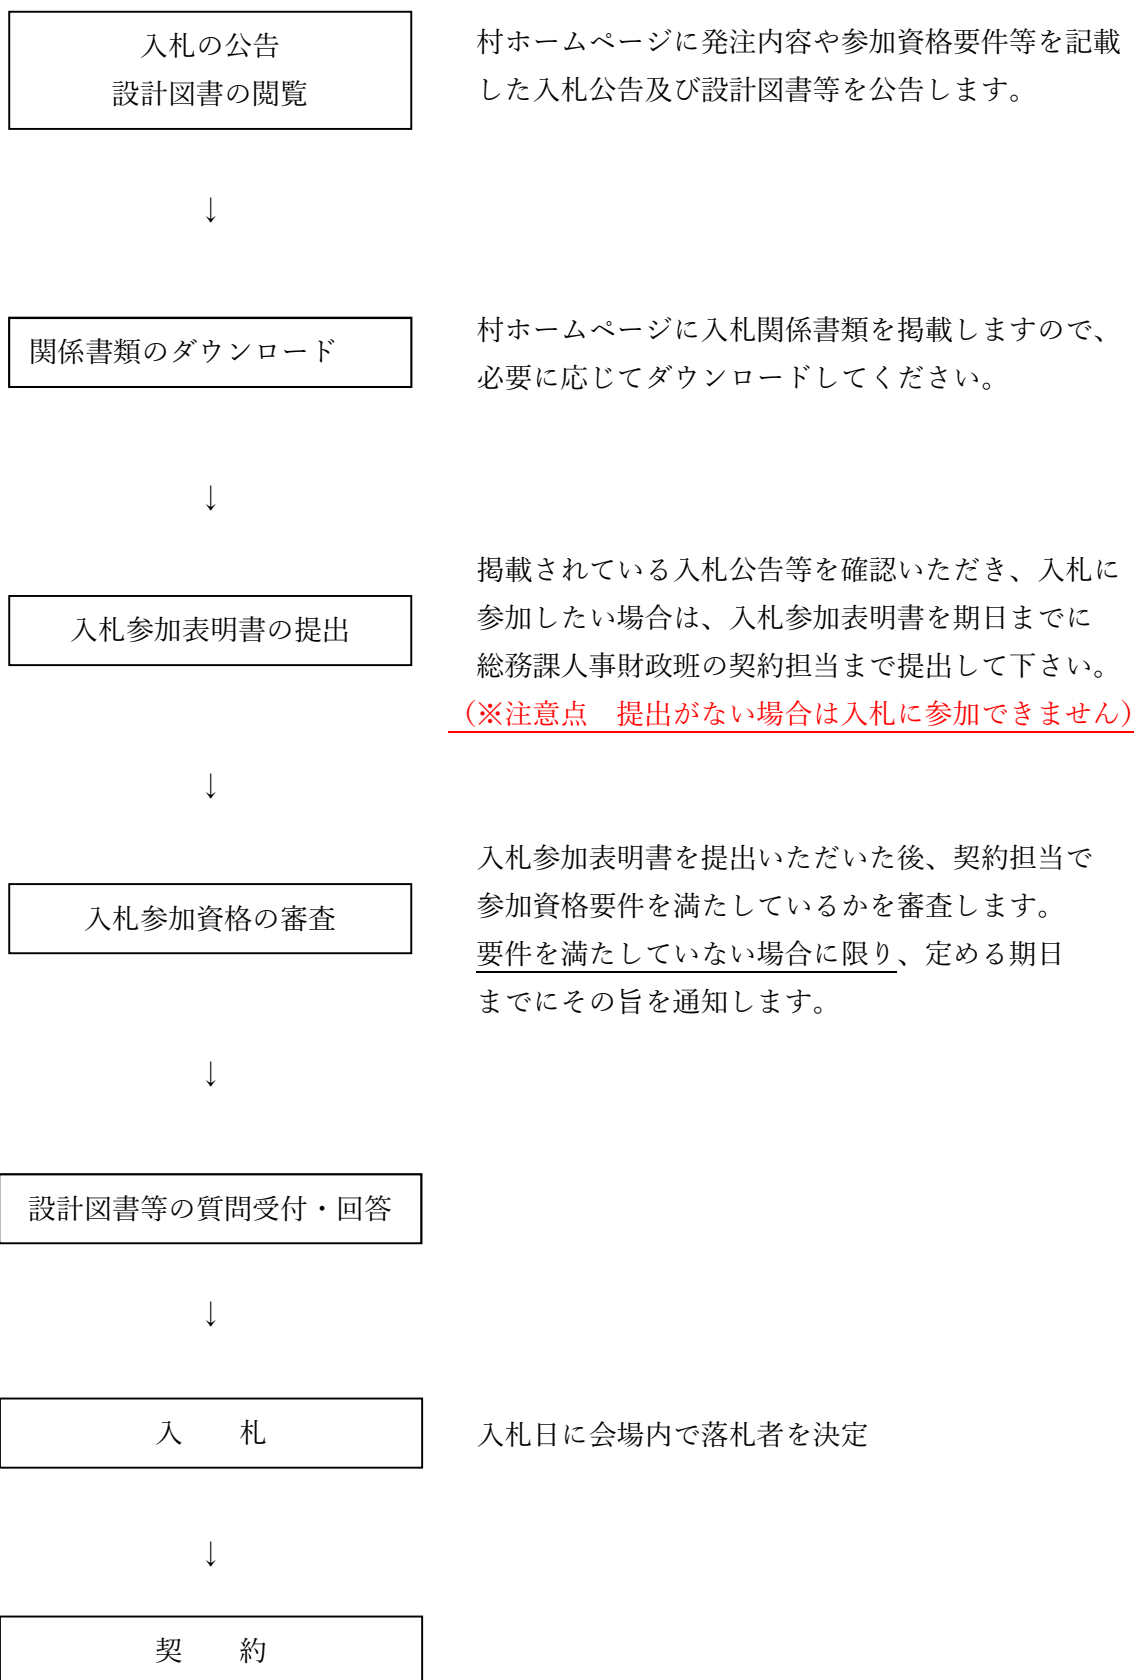 入札の公告
設計図書の閲覧
村ホームページに発注内容や参加資格要件等を記載
した入札公告及び設計図書等を公告します。
↓
関係書類のダウンロード
村ホームページに入札関係書類を掲載しますので、
必要に応じてダウンロードしてください。
↓
入札参加表明書の提出
掲載されている入札公告等を確認いただき、入札に
参加したい場合は、入札参加表明書を期日までに
総務課人事財政班の契約担当まで提出して下さい。
（※注意点　提出がない場合は入札に参加できません）
↓
入札参加資格の審査
入札参加表明書を提出いただいた後、契約担当で
参加資格要件を満たしているかを審査します。
要件を満たしていない場合に限り、定める期日
までにその旨を通知します。
↓
設計図書等の質問受付・回答
↓
入　　札
入札日に会場内で落札者を決定
↓
契　　約